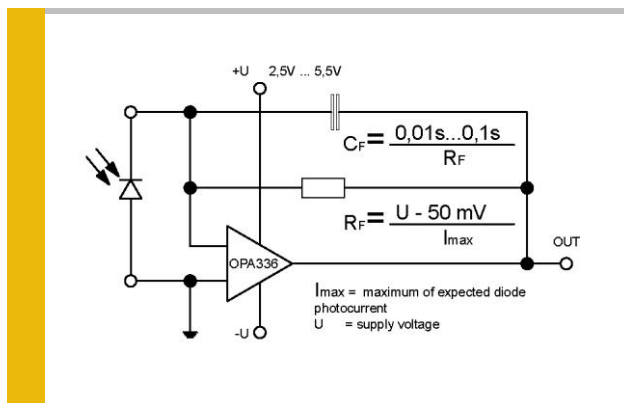 +U 2,5V ... 5,5V
CF= 0,01s...0,1s
RF
RF= U - 50 mV
Imax
OUT
OPA336
Imax = maximum of expected diode
photocurrent
U = supply voltage
-U